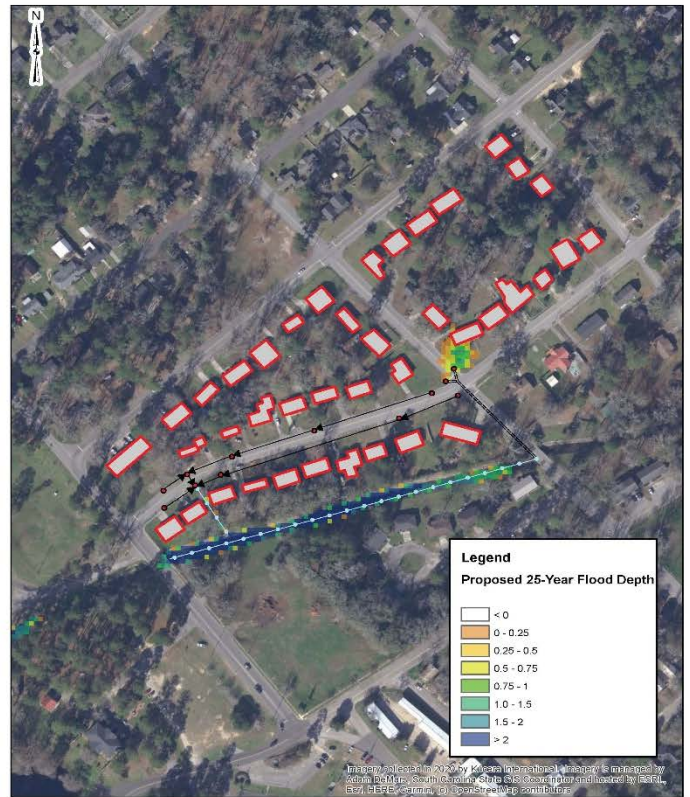 N
Legend
Proposed 25-Year Flood Depth
< 0
0 - 0.25
0.25 - 0.5
0.5 - 0.75
0.75 - 1
1.0 - 1.5
1.5 - 2
> 2
Imagery collected in 2020 by Kucera International. Imagery is managed by
Adam DeMars, South Carolina State GIS Coordinator and hosted by ESRI.,
Esri, HERE, Garmin, (c) OpenStreetMap contributors